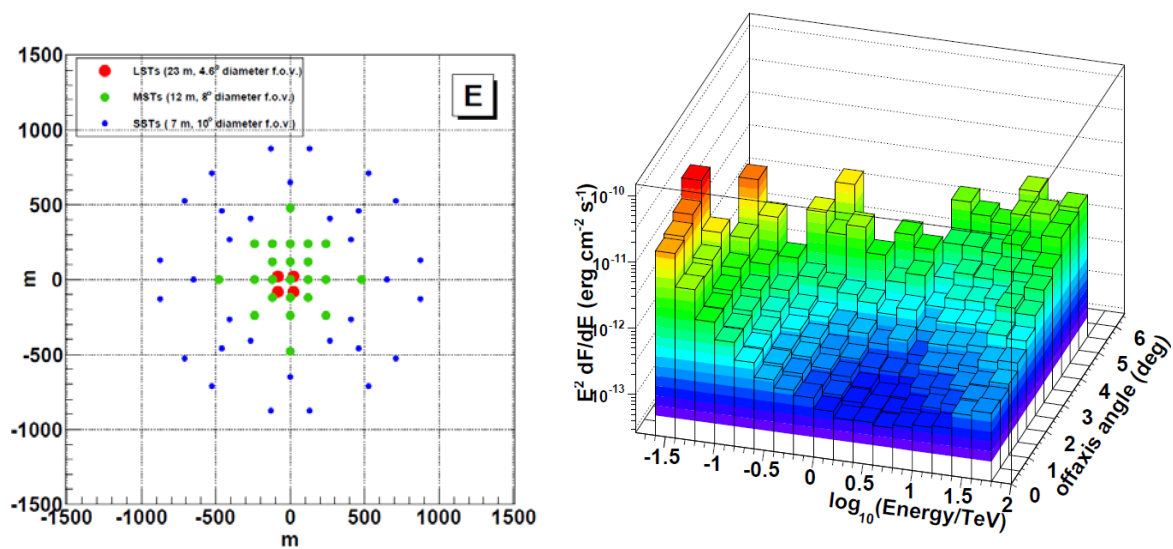 1500
1000
500
0
-500
-1000
-1500
m
LSTs (23 m, 4.6° diameter f.o.v.)
MSTs (12 m, 8° diameter f.o.v.)
SSTs ( 7 m, 10° diameter f.o.v.)
E
-1500 -1000 -500 0 500 1000 1500
m
E² dF/dE (erg cm⁻² s⁻¹)
10⁻¹⁰
10⁻¹¹
10⁻¹²
10⁻¹³
-1.5 -1 -0.5 0 0.5 1 1.5 2
log₁₀(Energy/TeV)
0 1 2 3 4 5 6
offaxis angle (deg)